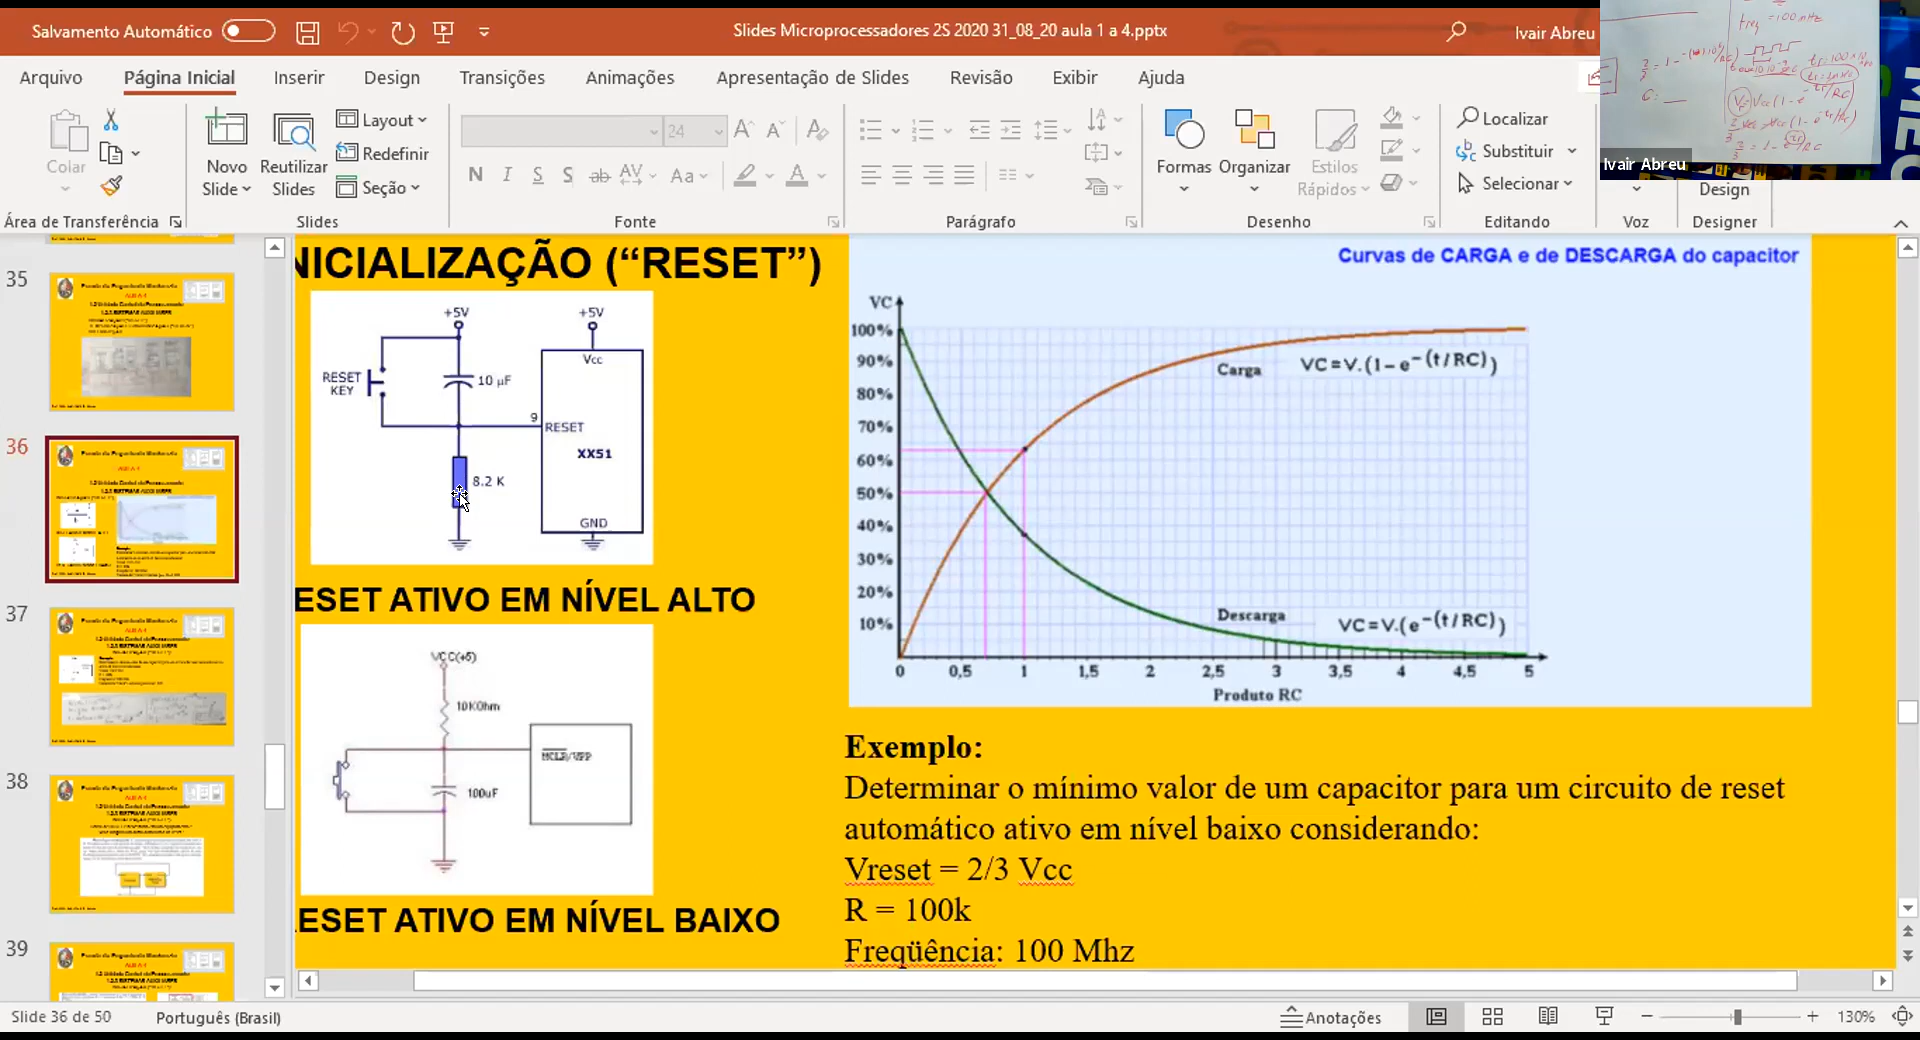 Salvamento Automático
Slides Microprocessadores 2S 2020 31_08_20 aula 1 a 4.pptx
Ivair Abreu
Arquivo
Página Inicial
Inserir
Design
Transições
Animações
Apresentação de Slides
Revisão
Exibir
Ajuda
Colar
Novo
Slide
Reutilizar
Slides
Layout
Redefinir
Seção
24
N I S S ab AV Aa A
Formas
Organizar
Estilos
Rápidos
Localizar
Substituir
Selecionar
Ivair Abreu
Design
Área de Transferência
Slides
Fonte
Parágrafo
Desenho
Editando
Voz
Designer
35
36
37
38
39
NICIALIZAÇÃO (“RESET”)
+5V
+5V
Vcc
RESET
KEY
10 µF
9
RESET
XX51
8.2 K
GND
ESET ATIVO EM NÍVEL ALTO
VCC(+5)
10KOhm
MCLR/VPP
100uF
ESET ATIVO EM NÍVEL BAIXO
Curvas de CARGA e de DESCARGA do capacitor
VC
100%
90%
80%
70%
60%
50%
40%
30%
20%
10%
Carga
VC=V.(1-e-(t/RC))
Descarga
VC=V.(e-(t/RC))
0 0,5 1 1,5 2 2,5 3 3,5 4 4,5 5
Produto RC
Exemplo:
Determinar o mínimo valor de um capacitor para um circuito de reset
automático ativo em nível baixo considerando:
Vreset = 2/3 Vcc
R = 100k
Freqüência: 100 Mhz
Slide 36 de 50
Português (Brasil)
Anotações
130%